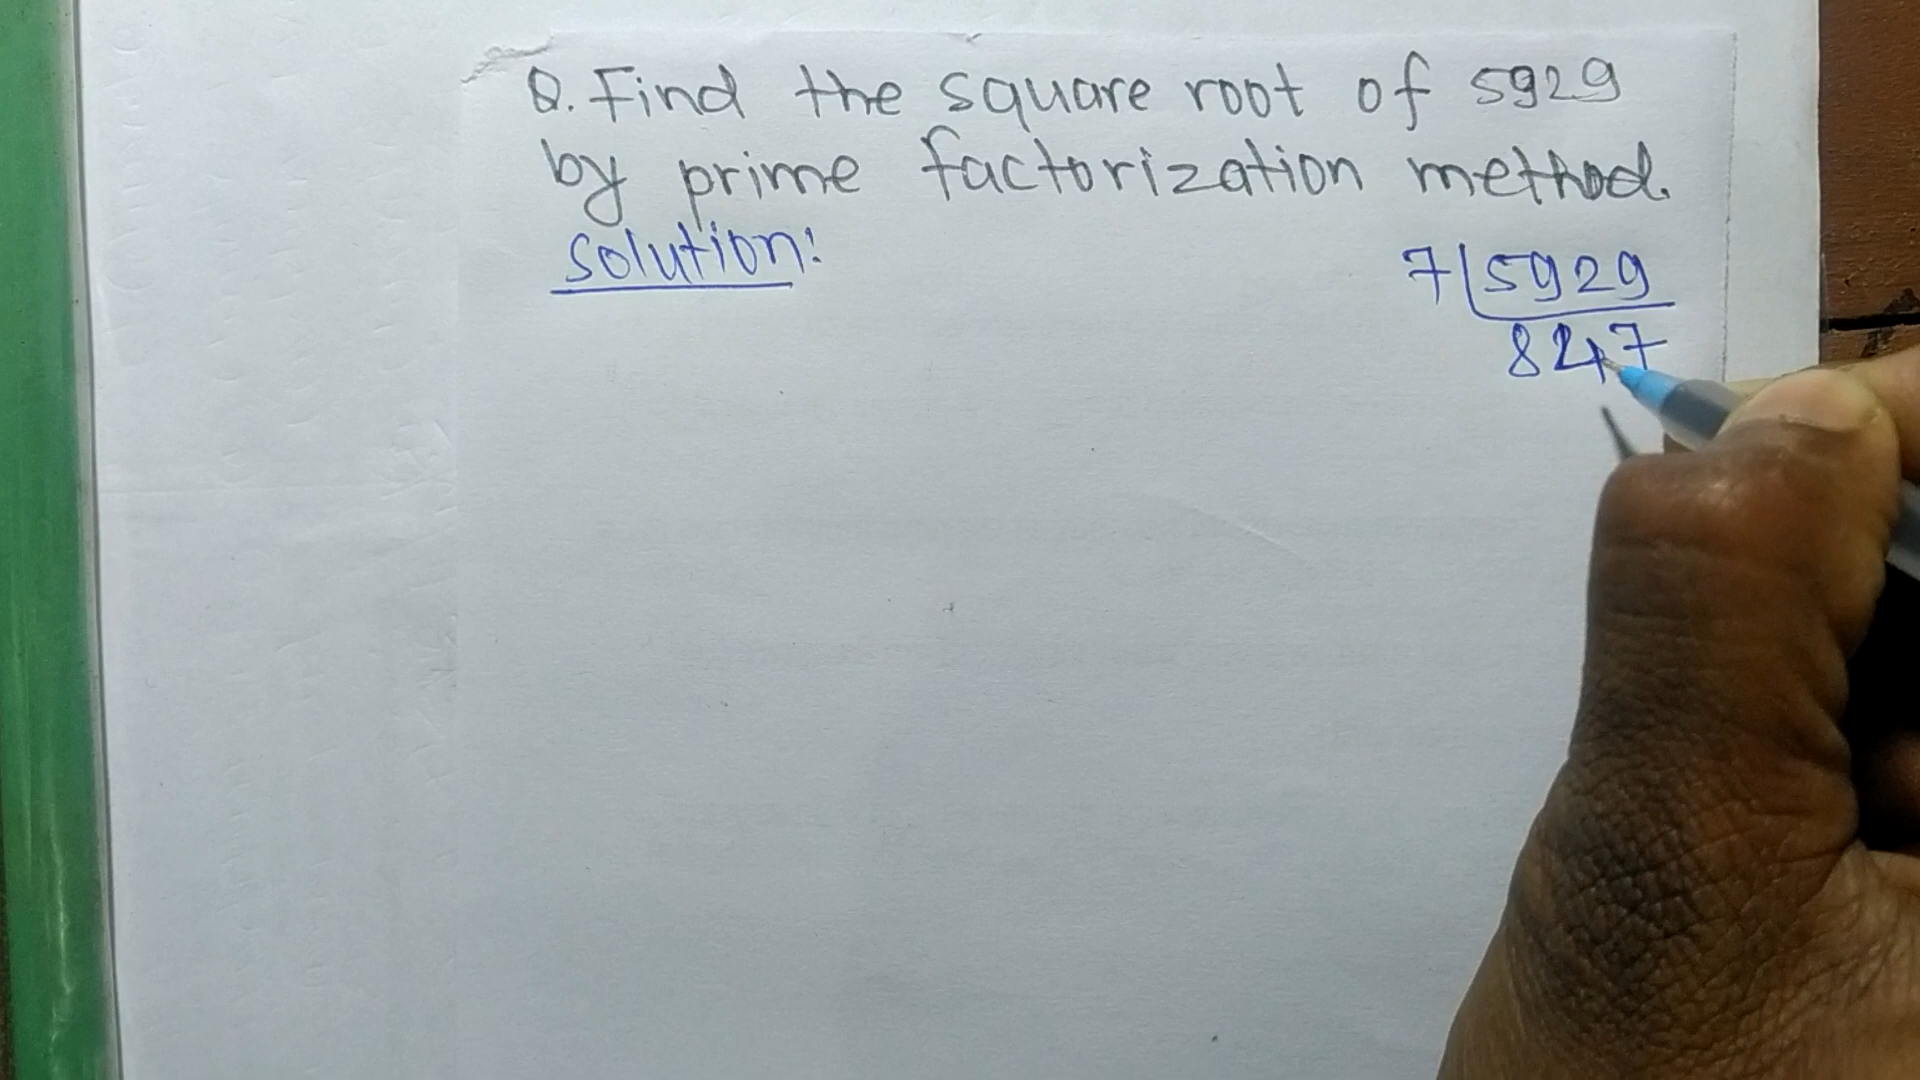 Q. Find the square root of 5929
by prime factorization method.
Solution:
7 5929
847